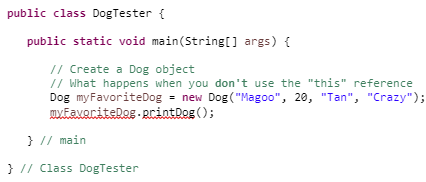 public class DogTester {
public static void main(String[] args) {
// Create a Dog object
// What happens when you don't use the "this" reference
Dog myFavoriteDog = new Dog("Magoo", 20, "Tan", "Crazy");
myFavoriteDog.printDog();
} // main
} // Class DogTester